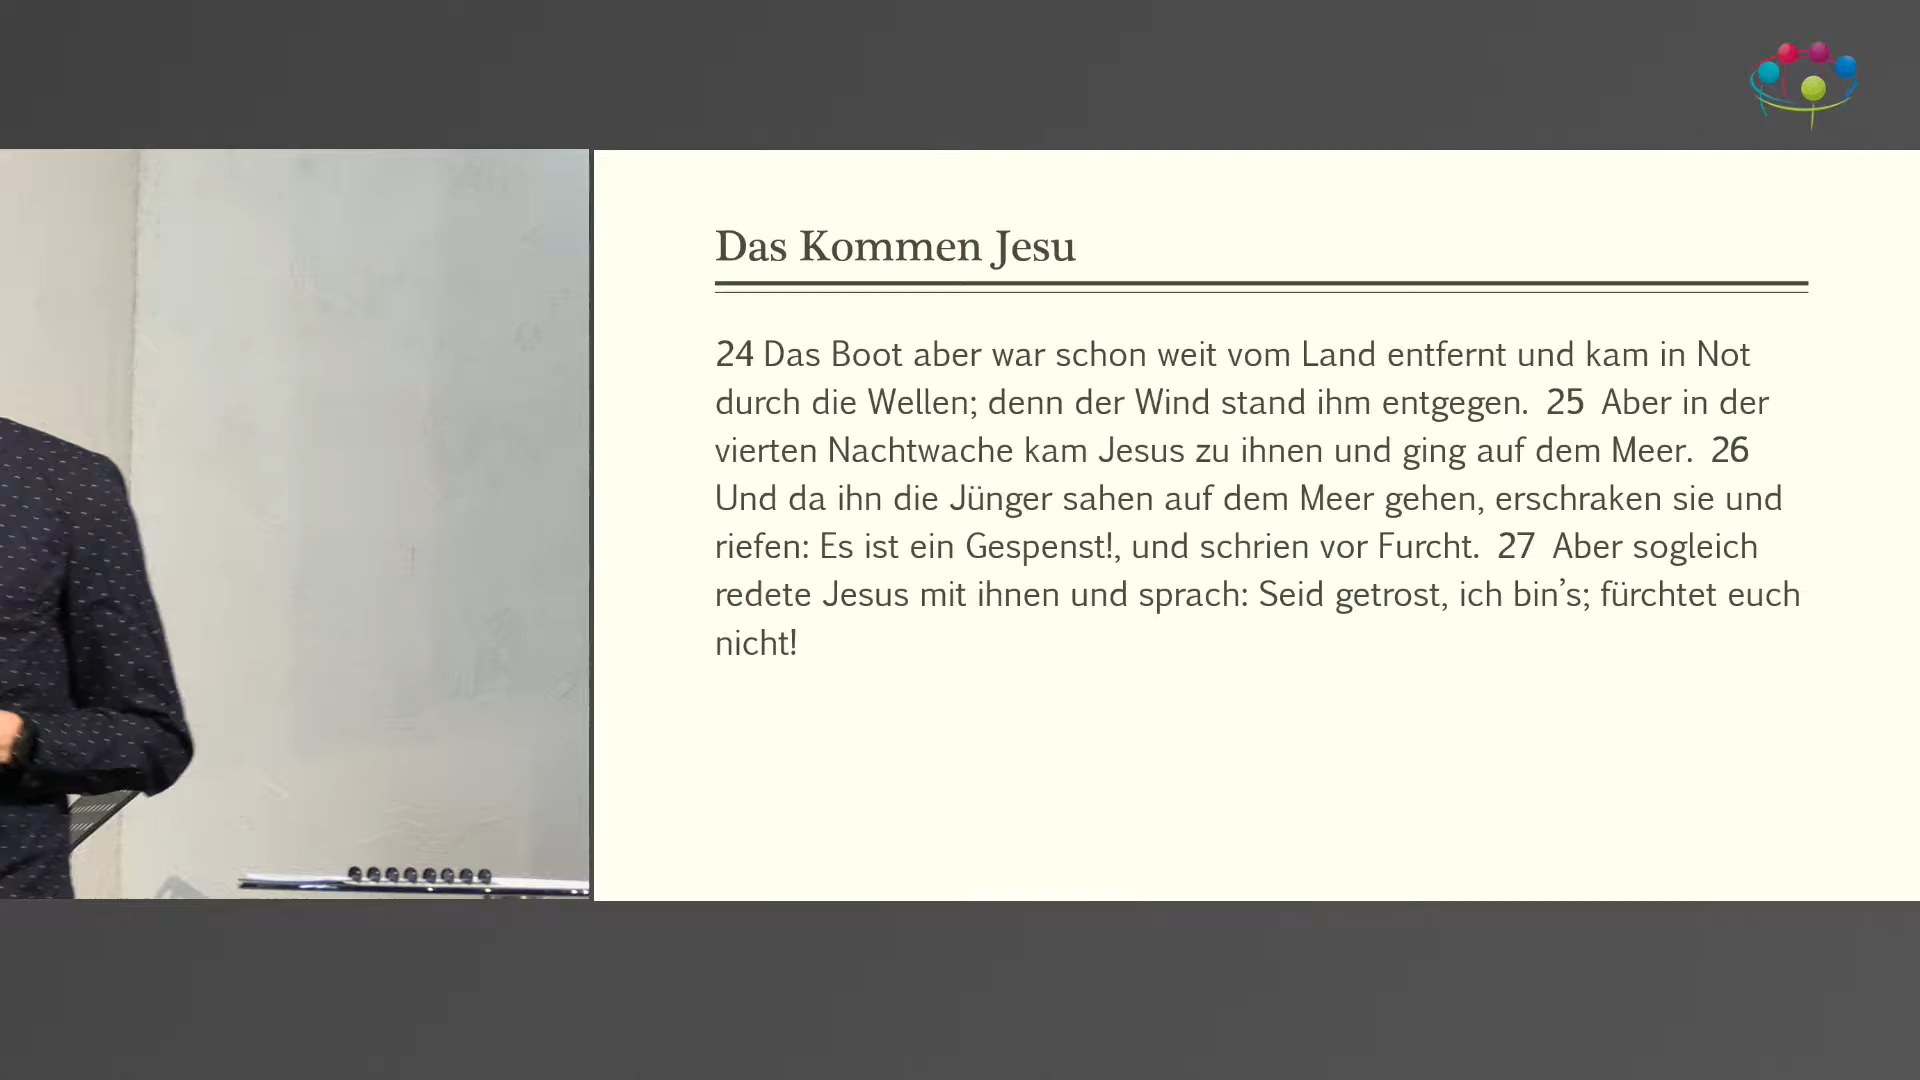 Das Kommen Jesu
24 Das Boot aber war schon weit vom Land entfernt und kam in Not
durch die Wellen; denn der Wind stand ihm entgegen. 25 Aber in der
vierten Nachtwache kam Jesus zu ihnen und ging auf dem Meer. 26
Und da ihn die Jünger sahen auf dem Meer gehen, erschraken sie und
riefen: Es ist ein Gespenst!, und schrien vor Furcht. 27 Aber sogleich
redete Jesus mit ihnen und sprach: Seid getrost, ich bin’s; fürchtet euch
nicht!